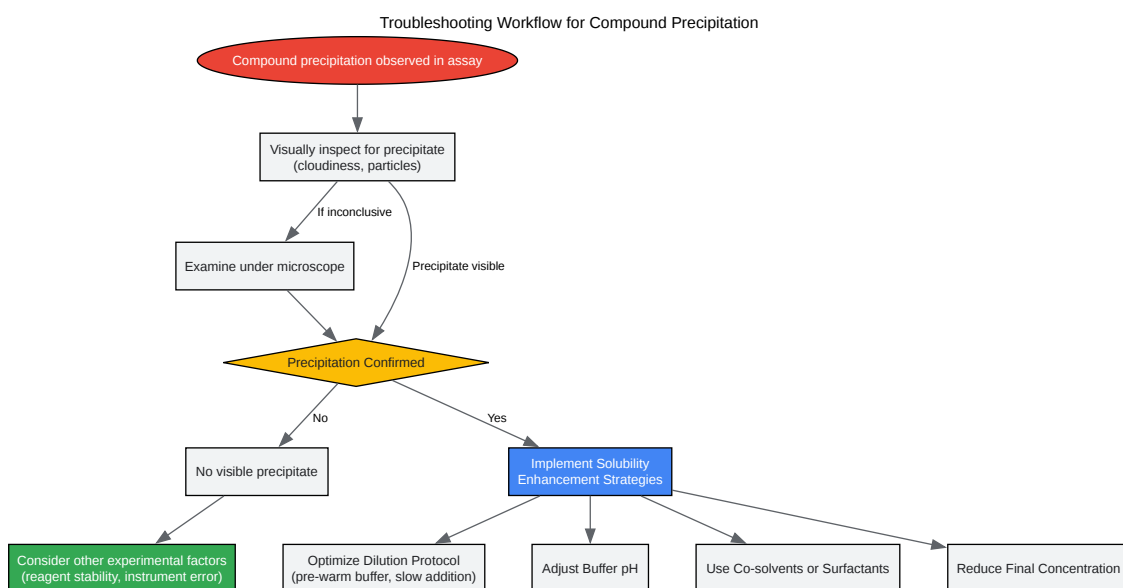 Troubleshooting Workflow for Compound Precipitation
Compound precipitation observed in assay
Visually inspect for precipitate
(cloudiness, particles)
If inconclusive
Examine under microscope
Precipitate visible
Precipitation Confirmed
No
Yes
No visible precipitate
Implement Solubility
Enhancement Strategies
Consider other experimental factors
(reagent stability, instrument error)
Optimize Dilution Protocol
(pre-warm buffer, slow addition)
Adjust Buffer pH
Use Co-solvents or Surfactants
Reduce Final Concentration